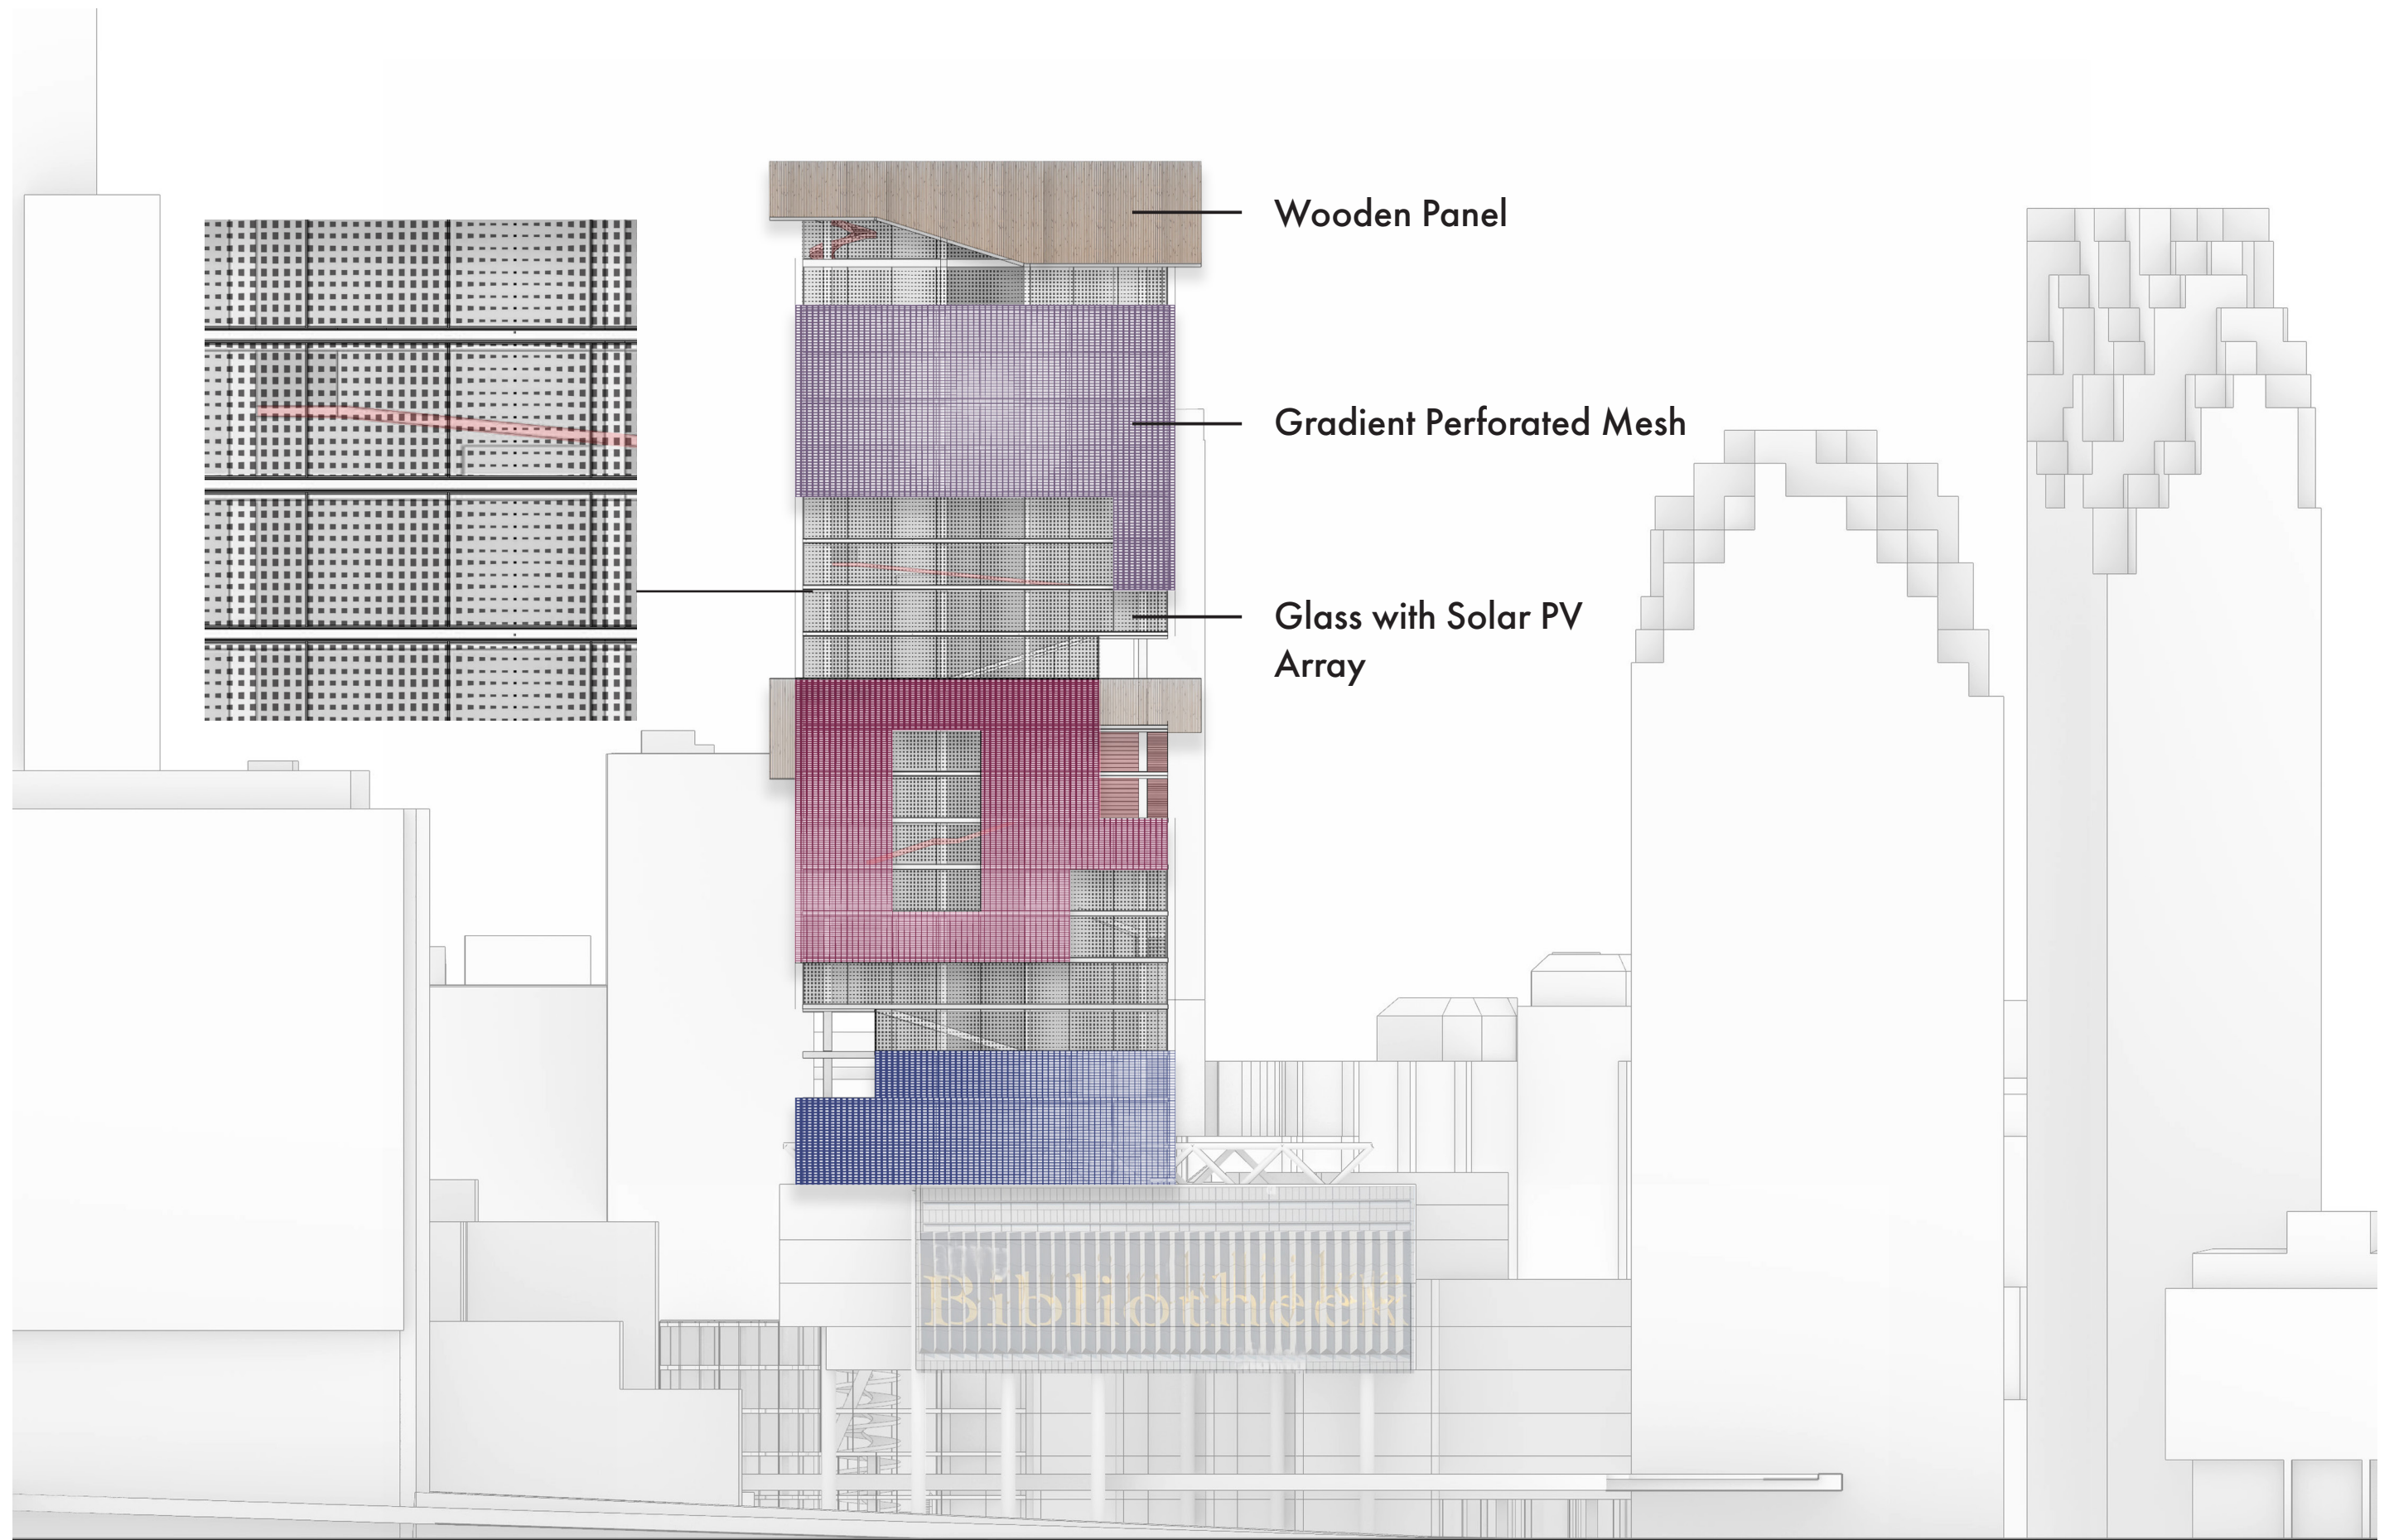 Wooden Panel
Gradient Perforated Mesh
Glass with Solar PV
Array
Bibliotheek